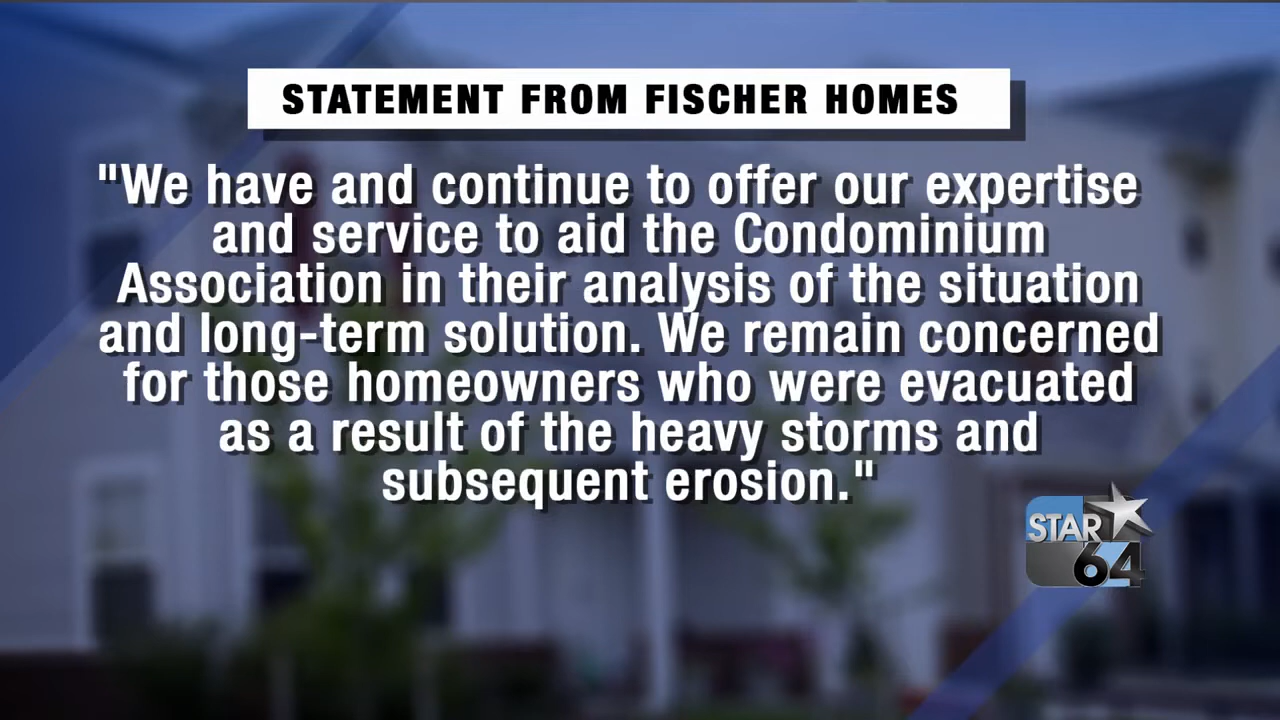 STATEMENT FROM FISCHER HOMES
"We have and continue to offer our expertise
and service to aid the Condominium
Association in their analysis of the situation
and long-term solution. We remain concerned
for those homeowners who were evacuated
as a result of the heavy storms and
subsequent erosion."
STAR
64